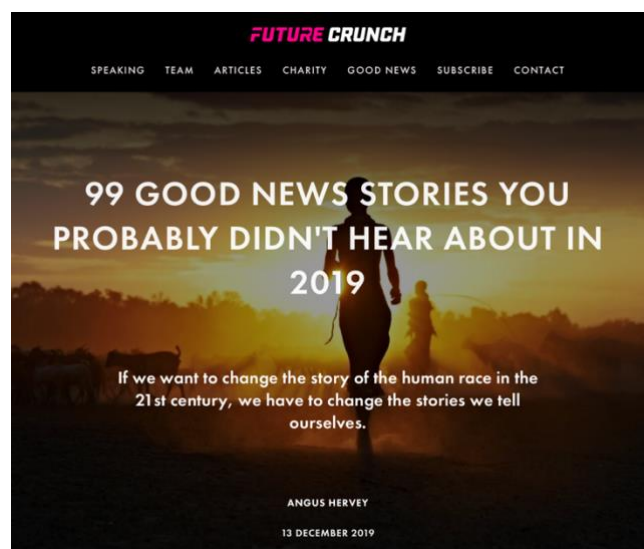 FUTURE CRUNCH
SPEAKING TEAM ARTICLES CHARITY GOOD NEWS SUBSCRIBE CONTACT
99 GOOD NEWS STORIES YOU
PROBABLY DIDN'T HEAR ABOUT IN
2019
If we want to change the story of the human race in the
21st century, we have to change the stories we tell
ourselves.
ANGUS HERVEY
13 DECEMBER 2019